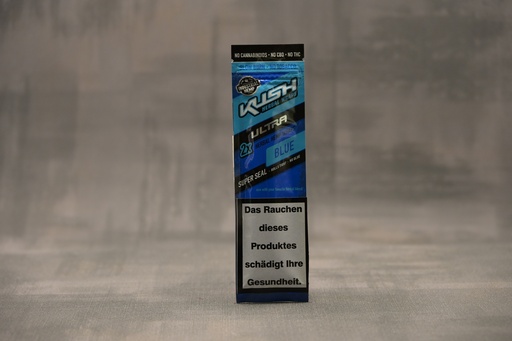 NO CANNABINOIDS • NO CBD • NO THC
KUSH
ULTRA
2x
BLUE
SUPER SEAL
Das Rauchen
dieses
Produktes
schädigt Ihre
Gesundheit.